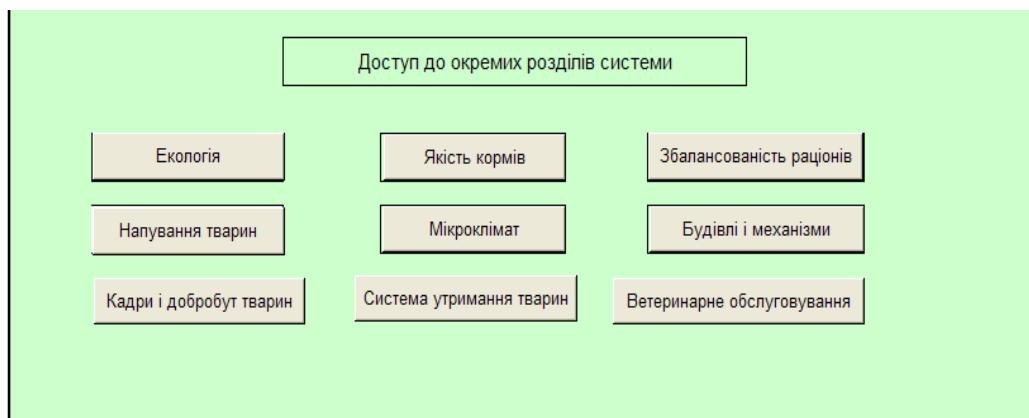 Доступ до окремих розділів системи
Екологія
Якість кормів
Збалансованість раціонів
Напування тварин
Мікроклімат
Будівлі і механізми
Кадри і добробут тварин
Система утримання тварин
Ветеринарне обслуговування